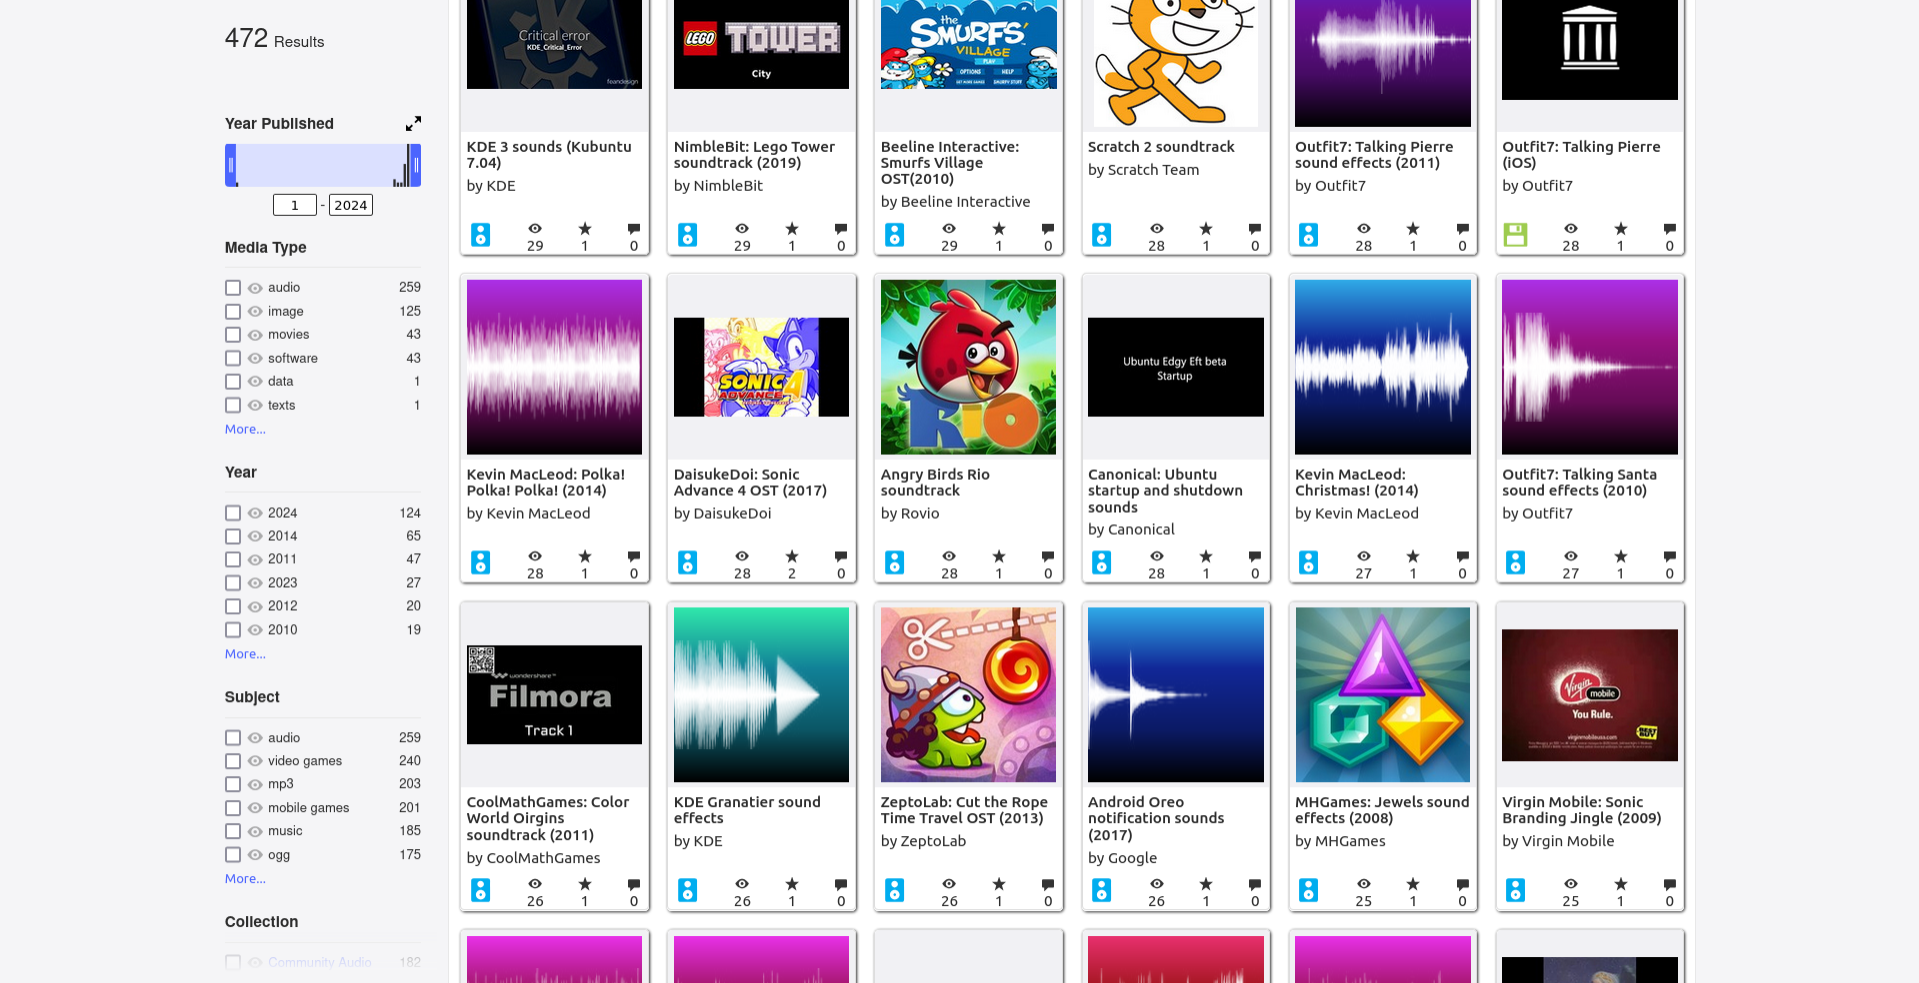 472 Results
Year Published
1 - 2024
Media Type
audio 259
image 125
movies 43
software 43
data 1
texts 1
More...
Year
2024 124
2014 65
2011 47
2023 27
2012 20
2010 19
More...
Subject
audio 259
video games 240
mp3 203
mobile games 201
music 185
ogg 175
More...
Collection
Community Audio 182
Critical error
KDE_Critical_Error
feandesign
KDE 3 sounds (Kubuntu
7.04)
by KDE
29 1 0
LEGO TOWER
City
NimbleBit: Lego Tower
soundtrack (2019)
by NimbleBit
29 1 0
the
SMURFS'
VILLAGE
PLAY
OPTIONS HELP
GET MORE GAMES SMURFY STUFF
Beeline Interactive:
Smurfs Village
OST(2010)
by Beeline Interactive
29 1 0
Scratch 2 soundtrack
by Scratch Team
28 1 0
Outfit7: Talking Pierre
sound effects (2011)
by Outfit7
28 1 0
Outfit7: Talking Pierre
(iOS)
by Outfit7
28 1 0
Kevin MacLeod: Polka!
Polka! Polka! (2014)
by Kevin MacLeod
28 1 0
SONIC
ADVANCE 4
DaisukeDoi: Sonic
Advance 4 OST (2017)
by DaisukeDoi
28 2 0
RIO
Angry Birds Rio
soundtrack
by Rovio
28 1 0
Ubuntu Edgy Eft beta
Startup
Canonical: Ubuntu
startup and shutdown
sounds
by Canonical
28 1 0
Kevin MacLeod:
Christmas! (2014)
by Kevin MacLeod
27 1 0
Outfit7: Talking Santa
sound effects (2010)
by Outfit7
27 1 0
wondershare™
Filmora
Track 1
CoolMathGames: Color
World Oirgins
soundtrack (2011)
by CoolMathGames
26 1 0
KDE Granatier sound
effects
by KDE
26 1 0
ZeptoLab: Cut the Rope
Time Travel OST (2013)
by ZeptoLab
26 1 0
Android Oreo
notification sounds
(2017)
by Google
26 1 0
MHGames: Jewels sound
effects (2008)
by MHGames
25 1 0
Virgin mobile
You Rule.
virginmobileusa.com
BEST BUY
Virgin Mobile: Sonic
Branding Jingle (2009)
by Virgin Mobile
25 1 0